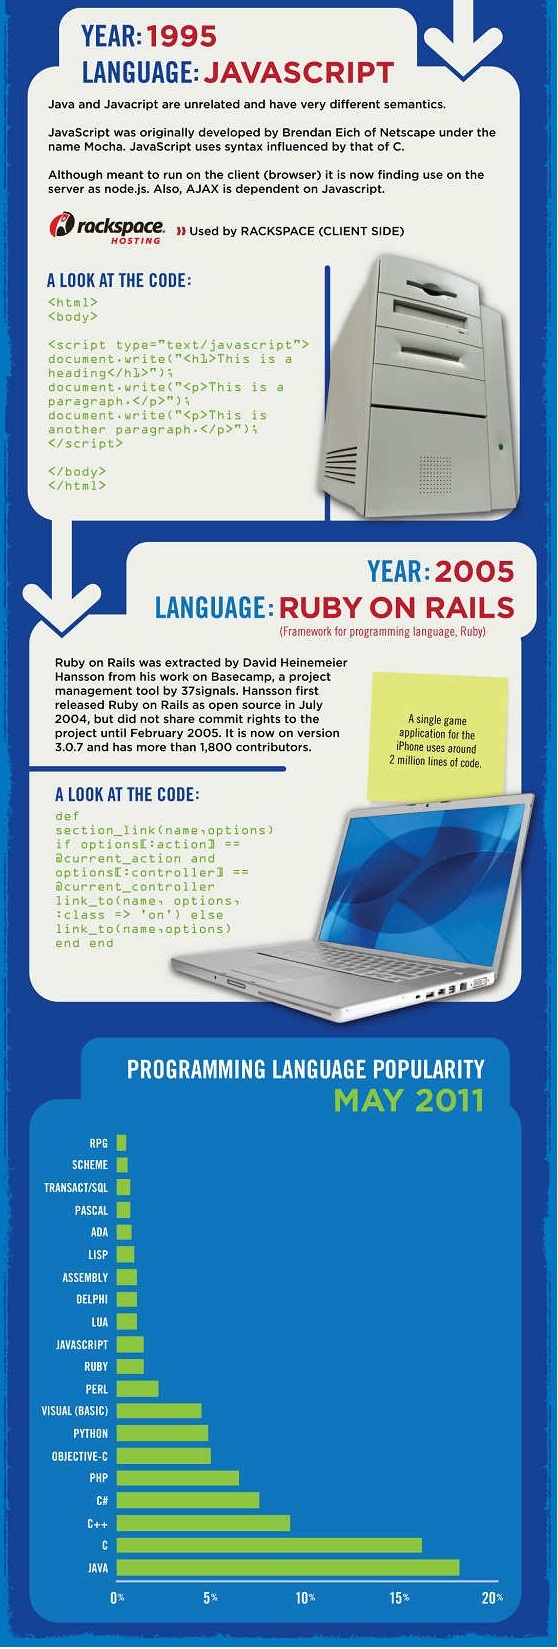 YEAR: 1995
LANGUAGE: JAVASCRIPT
Java and Javacript are unrelated and have very different semantics.
JavaScript was originally developed by Brendan Eich of Netscape under the
name Mocha. JavaScript uses syntax influenced by that of C.
Although meant to run on the client (browser) it is now finding use on the
server as node.js. Also, AJAX is dependent on Javascript.
rackspace.
HOSTING
Used by RACKSPACE (CLIENT SIDE)
A LOOK AT THE CODE:
<html>
<body>
<script type="text/javascript">
document.write("<h1>This is a
heading</h1>");
document.write("<p>This is a
paragraph.</p>");
document.write("<p>This is
another paragraph.</p>");
</script>
</body>
</html>
YEAR: 2005
LANGUAGE: RUBY ON RAILS
(Framework for programming language, Ruby)
Ruby on Rails was extracted by David Heinemeier
Hansson from his work on Basecamp, a project
management tool by 37signals. Hansson first
released Ruby on Rails as open source in July
2004, but did not share commit rights to the
project until February 2005. It is now on version
3.0.7 and has more than 1,800 contributors.
A single game
application for the
iPhone uses around
2 million lines of code.
A LOOK AT THE CODE:
def
section_link(name,options)
if options[:action] ==
@current_action and
options[:controller] ==
@current_controller
link_to(name, options,
:class => 'on') else
link_to(name,options)
end end
PROGRAMMING LANGUAGE POPULARITY
MAY 2011
RPG
SCHEME
TRANSACT/SQL
PASCAL
ADA
LISP
ASSEMBLY
DELPHI
LUA
JAVASCRIPT
RUBY
PERL
VISUAL (BASIC)
PYTHON
OBJECTIVE-C
PHP
C#
C++
C
JAVA
0% 5% 10% 15% 20%